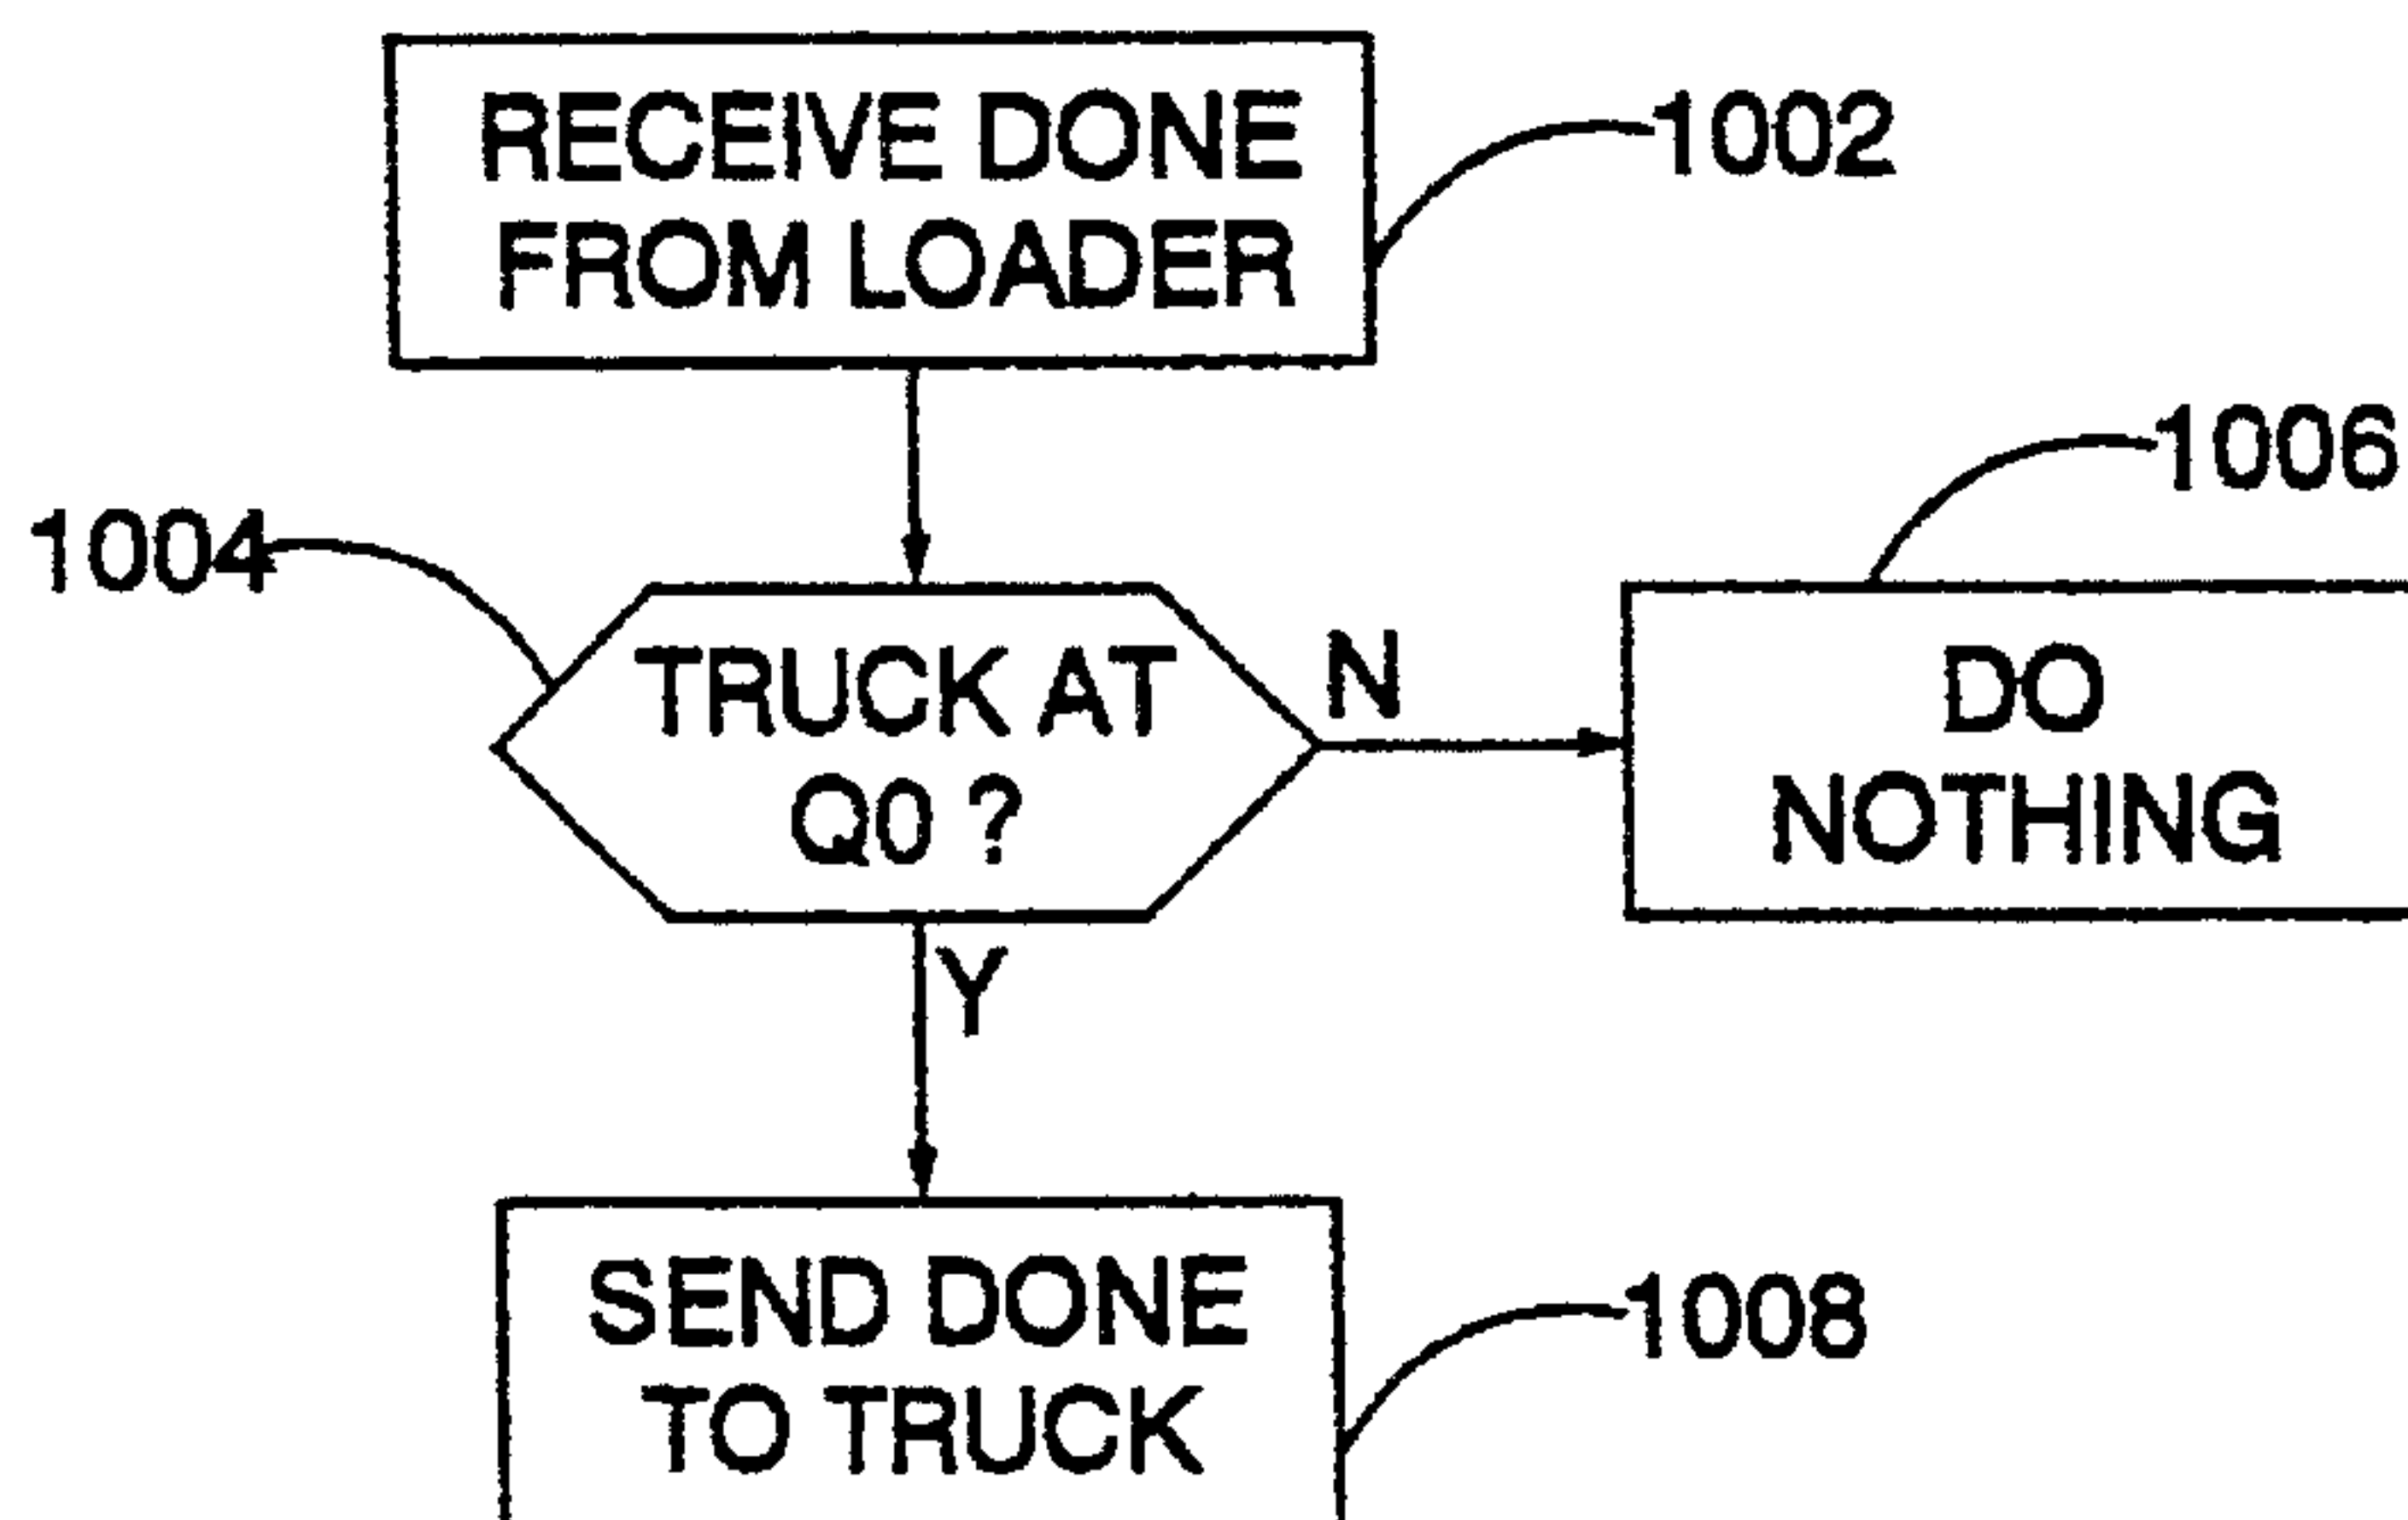 RECEIVE DONE
FROM LOADER
1002
1004
1006
TRUCK AT
Q0 ?
N
DO
NOTHING
Y
SEND DONE
TO TRUCK
1008